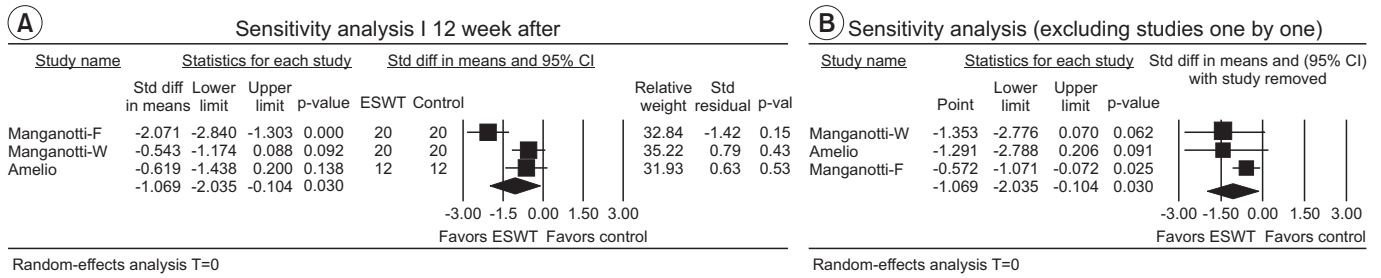 A Sensitivity analysis I 12 week after
Study name Statistics for each study Std diff in means and 95% CI
Std diff Lower Upper Relative Std
in means limit limit p-value ESWT Control weight residual p-val
Manganotti-F -2.071 -2.840 -1.303 0.000 20 20 32.84 -1.42 0.15
Manganotti-W -0.543 -1.174 0.088 0.092 20 20 35.22 0.79 0.43
Amelio -0.619 -1.438 0.200 0.138 12 12 31.93 0.63 0.53
-1.069 -2.035 -0.104 0.030
-3.00 -1.5 0.00 1.50 3.00
Favors ESWT Favors control
Random-effects analysis T=0
B Sensitivity analysis (excluding studies one by one)
Study name Statistics for each study Std diff in means and (95% CI)
with study removed
Lower Upper
Point limit limit p-value
Manganotti-W -1.353 -2.776 0.070 0.062
Amelio -1.291 -2.788 0.206 0.091
Manganotti-F -0.572 -1.071 -0.072 0.025
-1.069 -2.035 -0.104 0.030
-3.00 -1.50 0.00 1.50 3.00
Favors ESWT Favors control
Random-effects analysis T=0